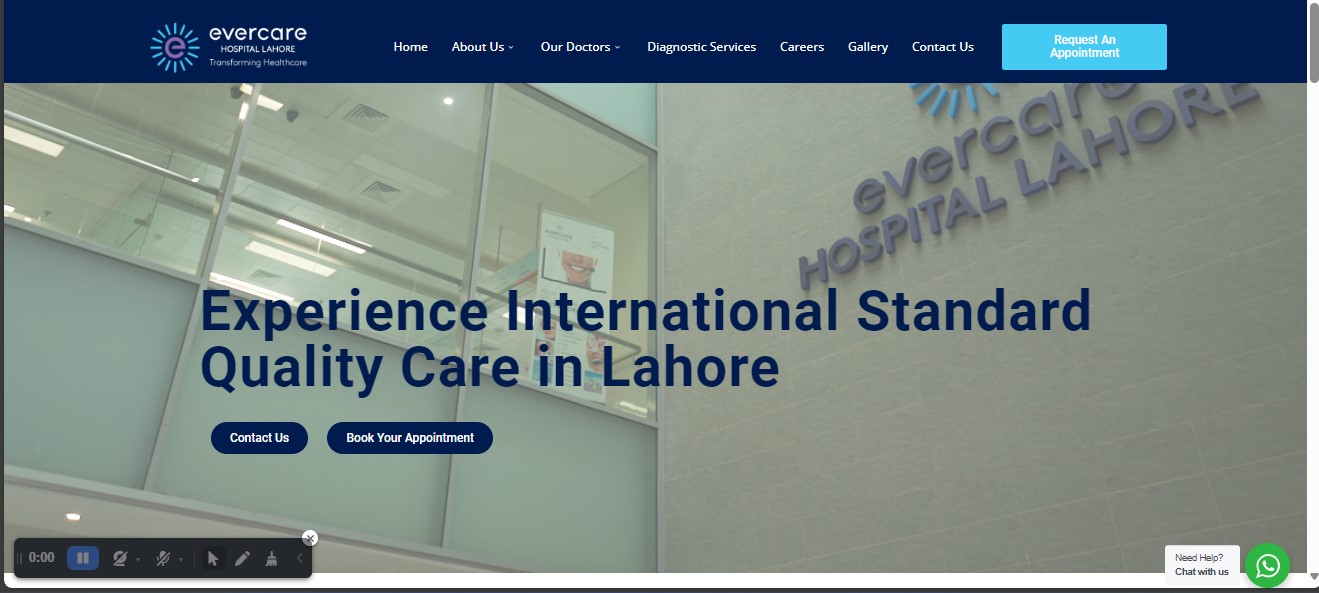 evercare
HOSPITAL LAHORE
Transforming Healthcare
Home
About Us
Our Doctors
Diagnostic Services
Careers
Gallery
Contact Us
Request An
Appointment
evercare
HOSPITAL LAHORE
evercare
Experience International Standard
Quality Care in Lahore
Contact Us
Book Your Appointment
0:00
Need Help?
Chat with us